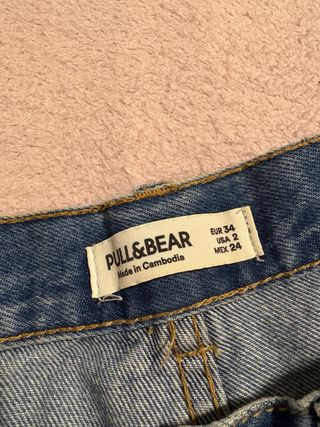 PULL&BEAR
Made in Cambodia
EUR 34
USA 2
MEX 24